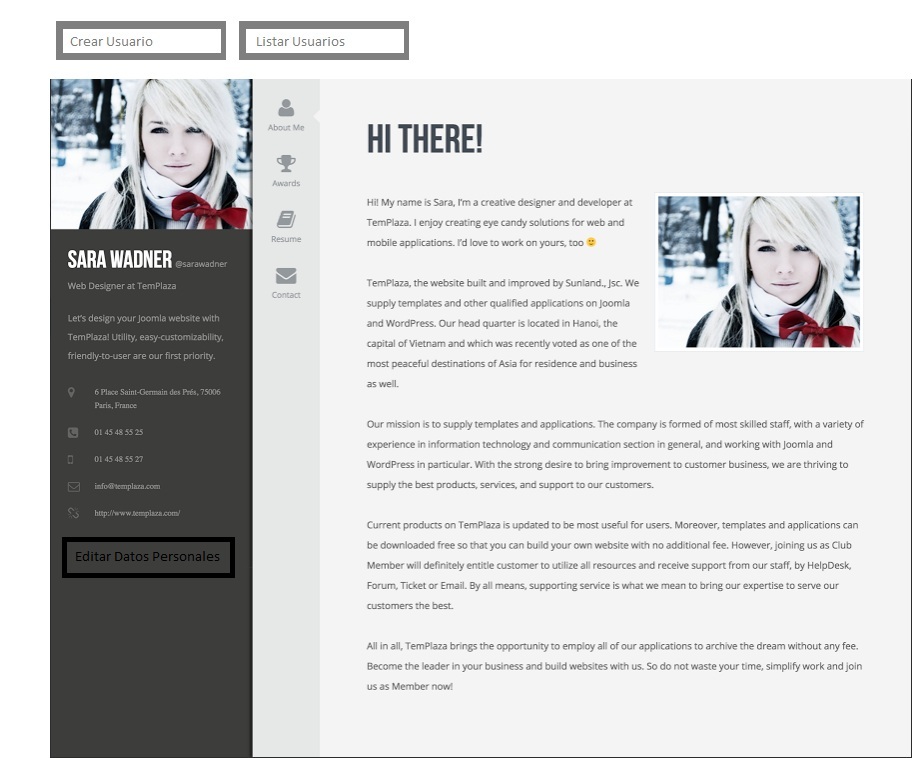 Crear Usuario
Listar Usuarios
SARA WADNER @sarawadner
Web Designer at TemPlaza
Let's design your Joomla website with
TemPlaza! Utility, easy-customizability,
friendly-to-user are our first priority.
6 Place Saint-Germain des Prés, 75006
Paris, France
01 45 48 55 25
01 45 48 55 27
info@templaza.com
http://www.templaza.com/
Editar Datos Personales
About Me
Awards
Resume
Contact
HI THERE!
Hi! My name is Sara, I'm a creative designer and developer at
TemPlaza. I enjoy creating eye candy solutions for web and
mobile applications. I'd love to work on yours, too 🙂
TemPlaza, the website built and improved by Sunland., Jsc. We
supply templates and other qualified applications on Joomla
and WordPress. Our head quarter is located in Hanoi, the
capital of Vietnam and which was recently voted as one of the
most peaceful destinations of Asia for residence and business
as well.
Our mission is to supply templates and applications. The company is formed of most skilled staff, with a variety of
experience in information technology and communication section in general, and working with Joomla and
WordPress in particular. With the strong desire to bring improvement to customer business, we are thriving to
supply the best products, services, and support to our customers.
Current products on TemPlaza is updated to be most useful for users. Moreover, templates and applications can
be downloaded free so that you can build your own website with no additional fee. However, joining us as Club
Member will definitely entitle customer to utilize all resources and receive support from our staff, by HelpDesk,
Forum, Ticket or Email. By all means, supporting service is what we mean to bring our expertise to serve our
customers the best.
All in all, TemPlaza brings the opportunity to employ all of our applications to archive the dream without any fee.
Become the leader in your business and build websites with us. So do not waste your time, simplify work and join
us as Member now!